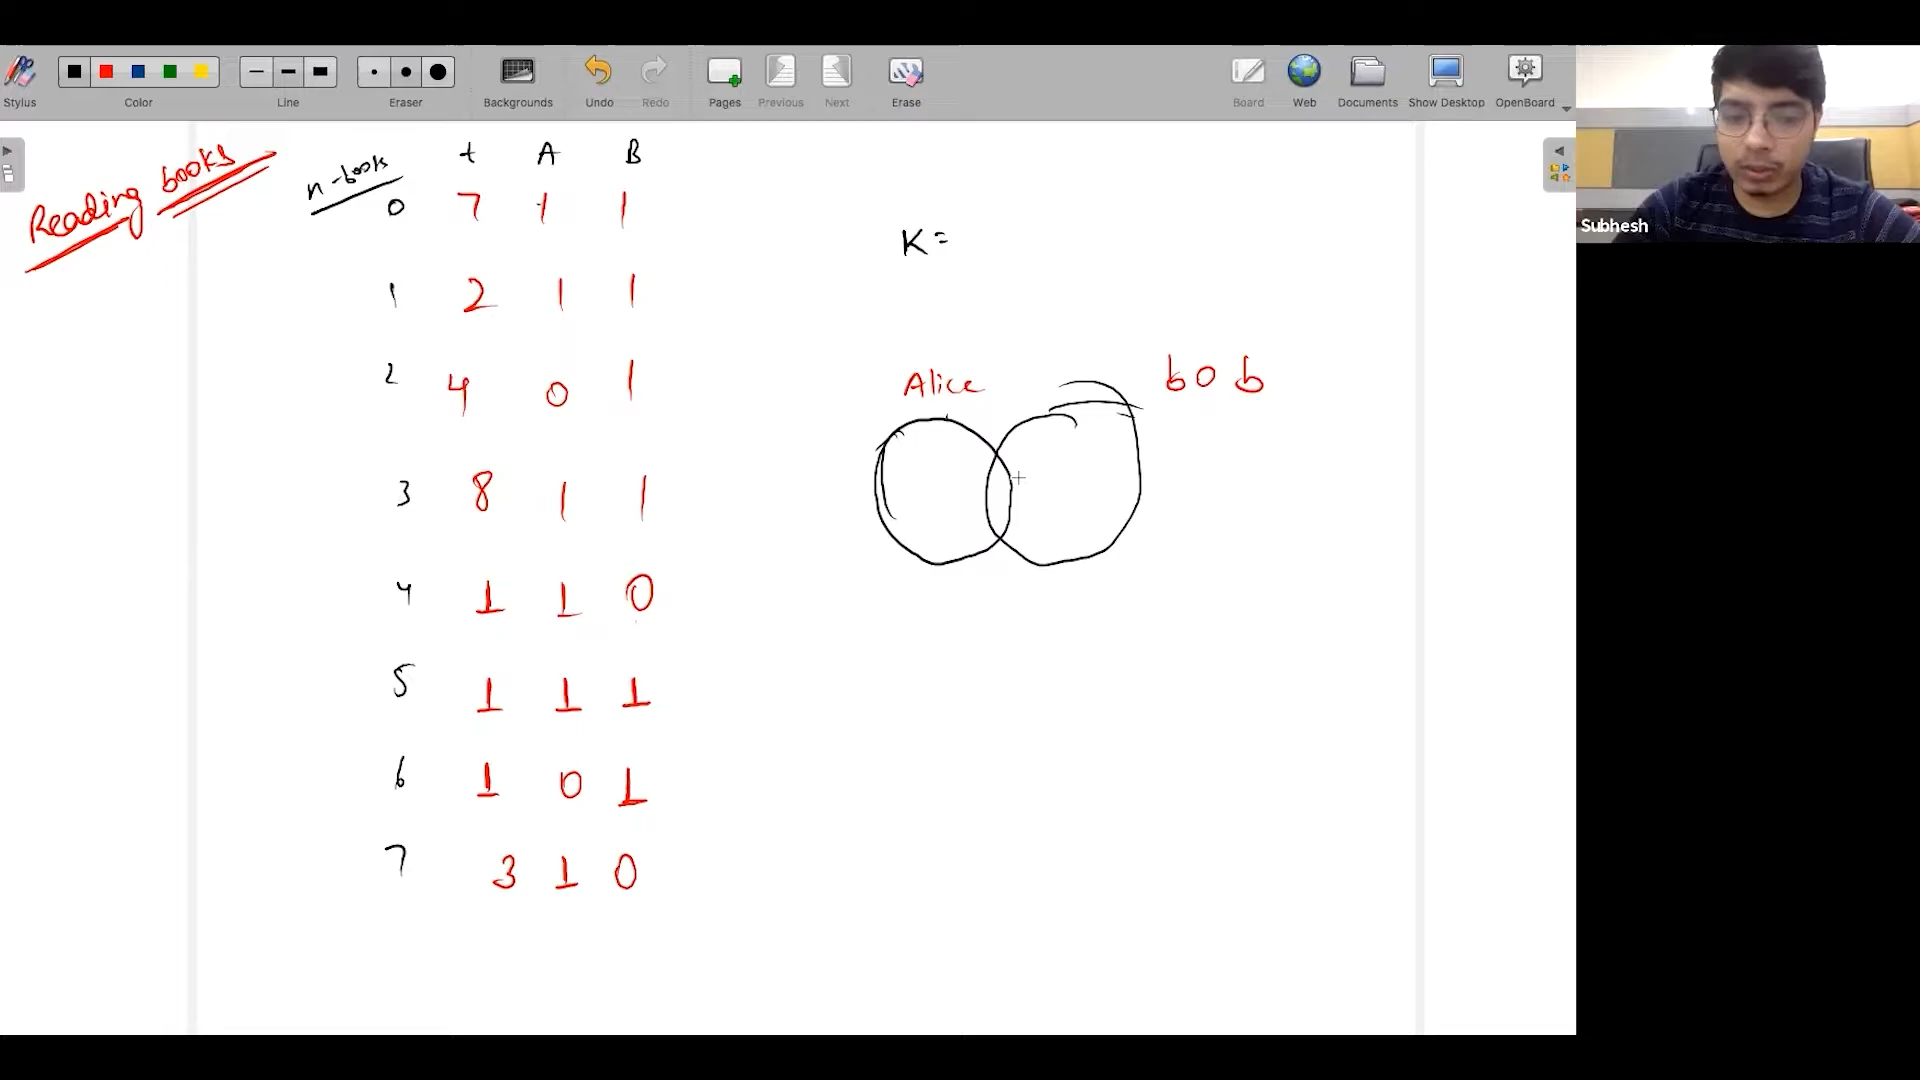 Stylus
Color
Line
Eraser
Backgrounds
Undo
Redo
Pages
Previous
Next
Erase
Board
Web
Documents
Show Desktop
OpenBoard
Subhesh
Reading books
n-books t A B
0 7 1 1
1 2 1 1
2 4 0 1
3 8 1 1
4 1 1 0
5 1 1 1
6 1 0 1
7 3 1 0
K=
Alice bob